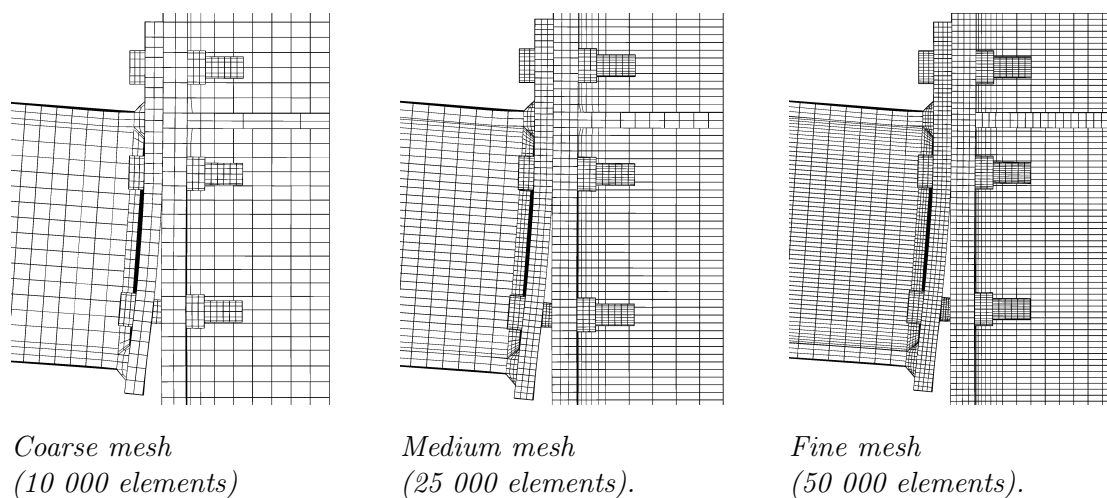 Coarse mesh
(10 000 elements)
Medium mesh
(25 000 elements).
Fine mesh
(50 000 elements).